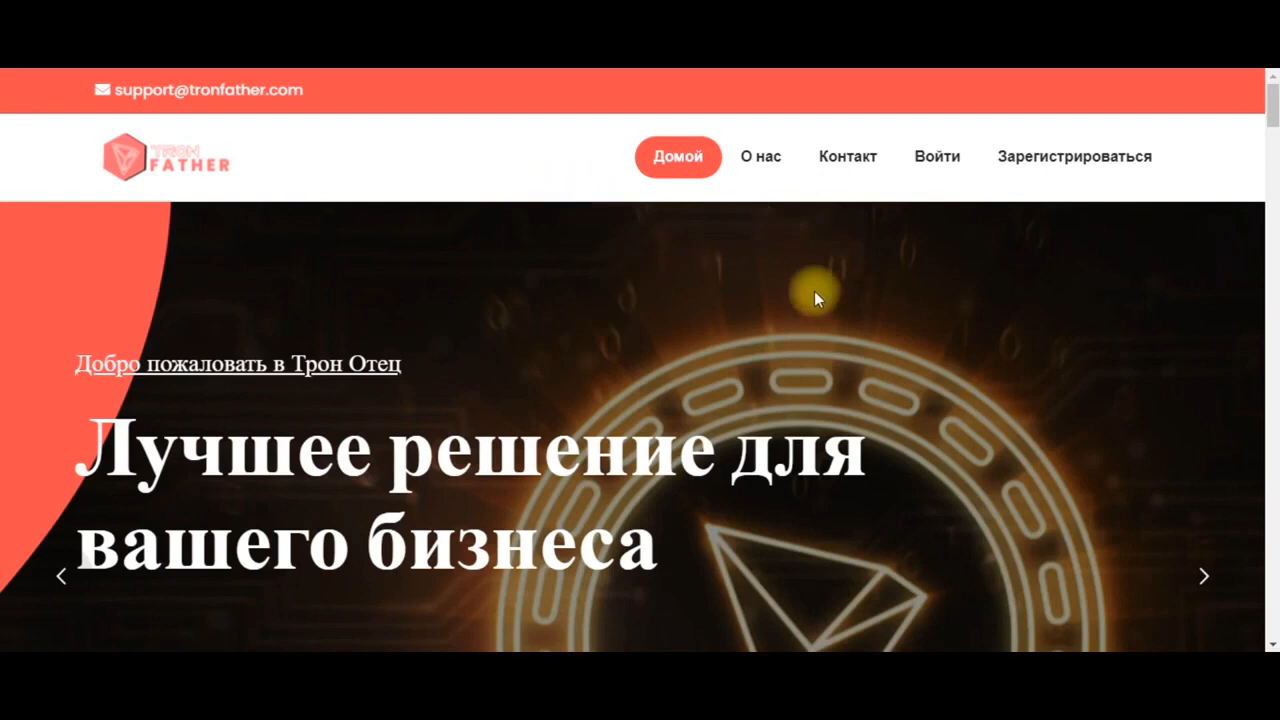 support@tronfather.com
TRON
FATHER
Домой О нас Контакт Войти Зарегистрироваться
Добро пожаловать в Трон Отец
Лучшее решение для
вашего бизнеса